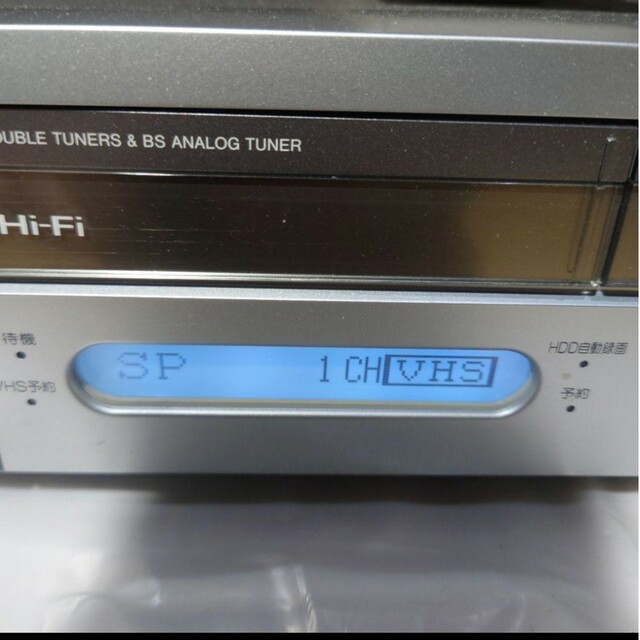 OUBLE TUNERS & BS ANALOG TUNER
Hi-Fi
待機
VHS予約
SP 1CH VHS
HDD自動録画
予約